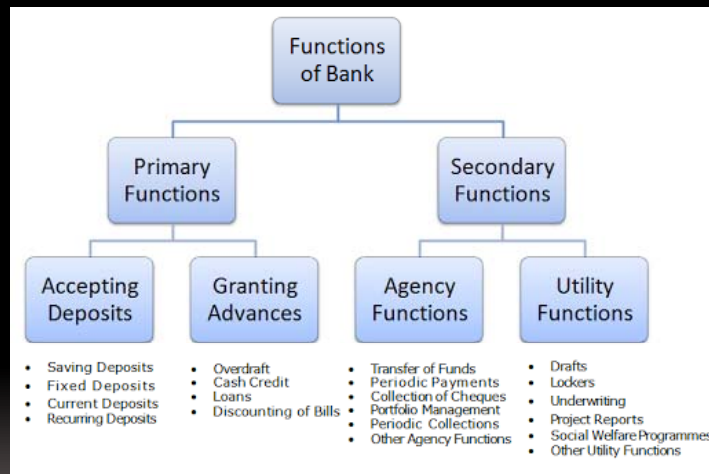 Functions
of Bank
Primary
Functions
Secondary
Functions
Accepting
Deposits
Granting
Advances
Agency
Functions
Utility
Functions
• Saving Deposits
• Fixed Deposits
• Current Deposits
• Recurring Deposits
• Overdraft
• Cash Credit
• Loans
• Discounting of Bills
• Transfer of Funds
• Periodic Payments
• Collection of Cheques
• Portfolio Management
• Periodic Collections
• Other Agency Functions
• Drafts
• Lockers
• Underwriting
• Project Reports
• Social Welfare Programmes
• Other Utility Functions